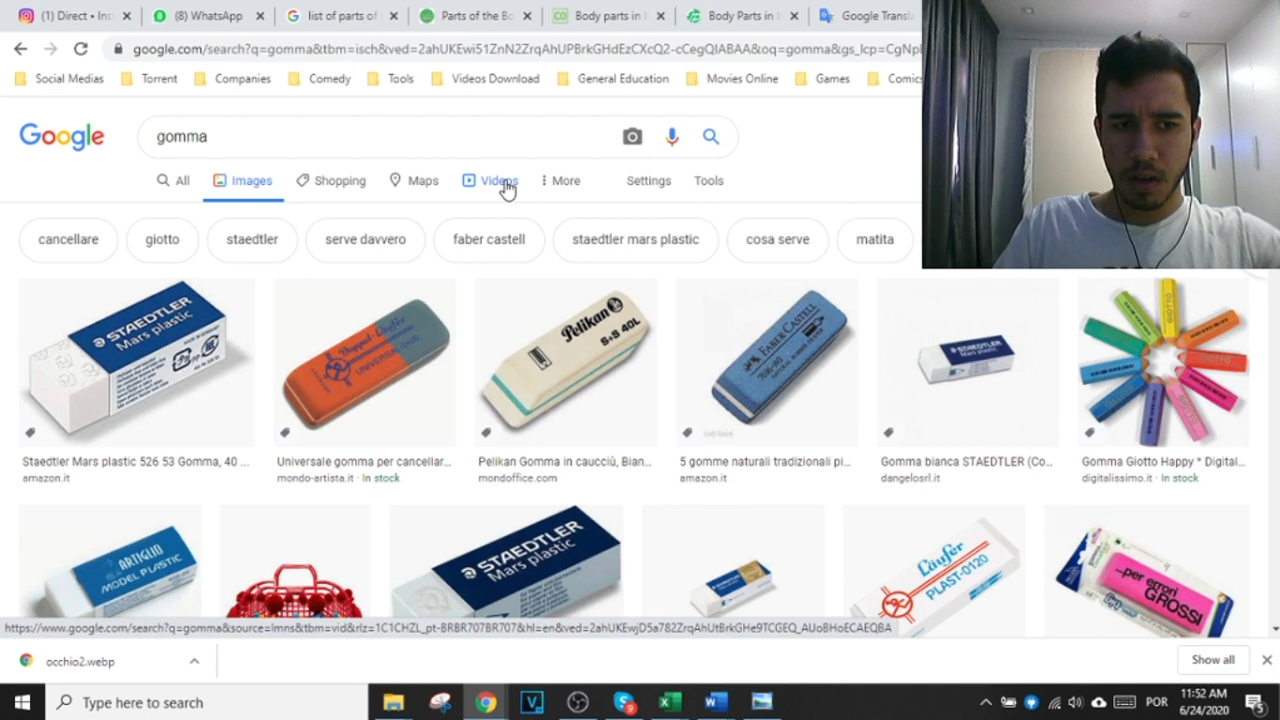 (1) Direct • Ins
(8) WhatsApp
list of parts of
Parts of the Bo
Body parts in I
Body Parts in I
Google Transla
google.com/search?q=gomma&tbm=isch&ved=2ahUKEwi51ZnN2ZrqAhUPBrkGHdEzCXcQ2-cCegQIABAA&oq=gomma&gs_lcp=CgNpl
Social Medias
Torrent
Companies
Comedy
Tools
Videos Download
General Education
Movies Online
Games
Comics
Google
gomma
All
Images
Shopping
Maps
Videos
More
Settings
Tools
cancellare
giotto
staedtler
serve davvero
faber castell
staedtler mars plastic
cosa serve
matita
STAEDTLER
Mars plastic
UNIVERSAL
Pelikan
S+S 40L
FABER CASTELL
STAEDTLER
GIOTTO
Staedtler Mars plastic 526 53 Gomma, 40 ...
amazon.it
Universale gomma per cancellar...
mondo-artista.it · In stock
Pelikan Gomma in caucciù, Bian...
mondoffice.com
5 gomme naturali tradizionali pi...
amazon.it
Gomma bianca STAEDTLER (Co...
dangelosrl.it
Gomma Giotto Happy * Digital...
digitalissimo.it · In stock
ARTIGLIO
MODEL PLASTIC
STAEDTLER
Mars plastic
Läufer
PLAST-0120
...per errori
GROSSI
https://www.google.com/search?q=gomma&source=lnms&tbm=vid&rlz=1C1CHZL_pt-BRBR707BR707&hl=en&ved=2ahUKEwjD5a782ZrqAhUtBrkGHe9TCGEQ_AUoBHoECAEQBA
occhio2.webp
Show all
Type here to search
POR
11:52 AM
6/24/2020